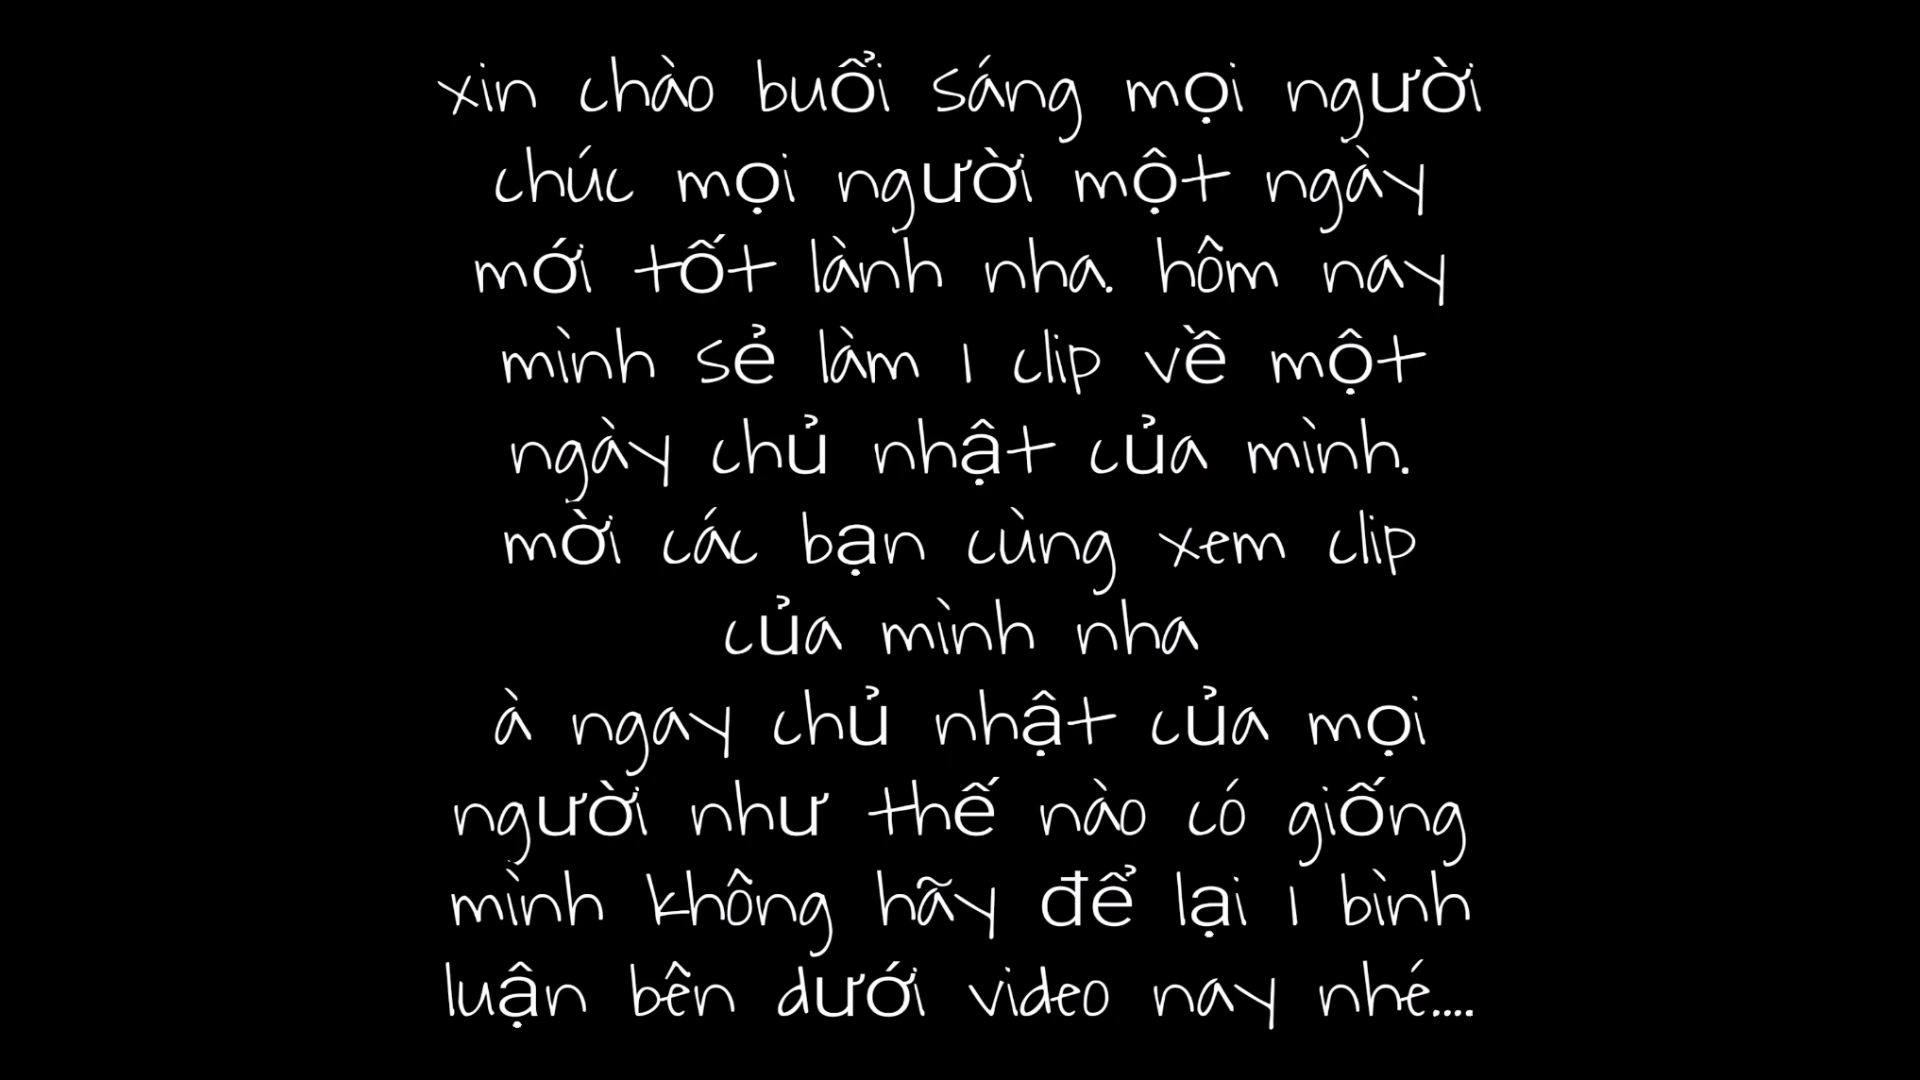 xin chào buổi sáng mọi người
chúc mọi người một ngày
mới tốt lành nha. hôm nay
mình sẻ làm 1 clip về một
ngày chủ nhật của mình.
mời các bạn cùng xem clip
của mình nha
à ngay chủ nhật của mọi
người như thế nào có giống
mình không hãy để lại 1 bình
luận bên dưới video nay nhé....